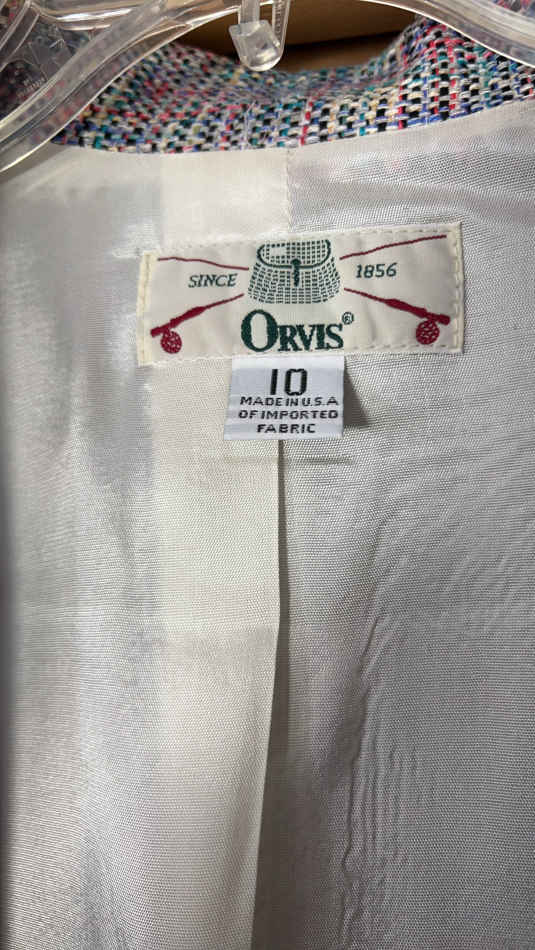 SINCE
1856
ORVIS®
10
MADE IN U.S.A
OF IMPORTED
FABRIC